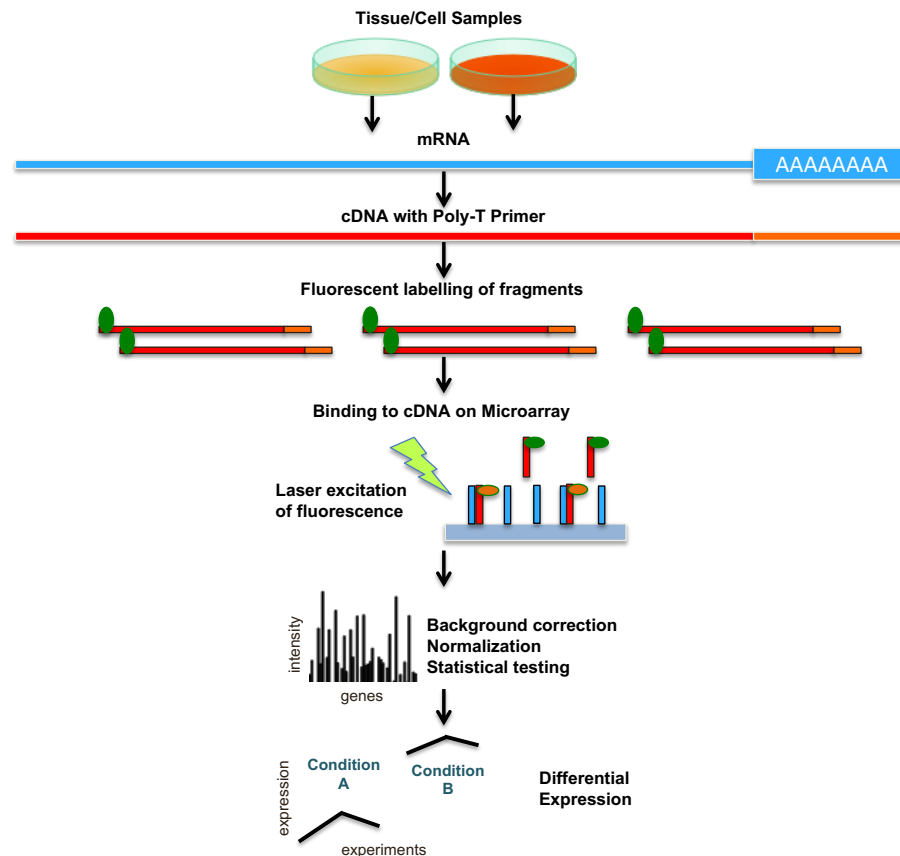 Tissue/Cell Samples
mRNA
AAAAAAAA
cDNA with Poly-T Primer
Fluorescent labelling of fragments
Binding to cDNA on Microarray
Laser excitation
of fluorescence
intensity
genes
Background correction
Normalization
Statistical testing
expression
Condition
A
Condition
B
experiments
Differential
Expression